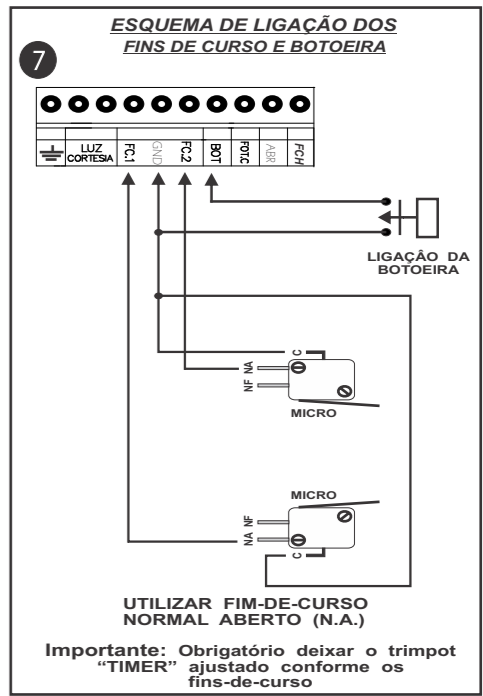 ESQUEMA DE LIGAÇÃO DOS
FINS DE CURSO E BOTOEIRA
7
LUZ CORTESIA
FC.1
GND
FC.2
BOT
FOT.C
ABR
FCH
LIGAÇÂO DA
BOTOEIRA
C
NA
NF
MICRO
MICRO
NF
NA
C
UTILIZAR FIM-DE-CURSO
NORMAL ABERTO (N.A.)
Importante: Obrigatório deixar o trimpot
“TIMER” ajustado conforme os
fins-de-curso